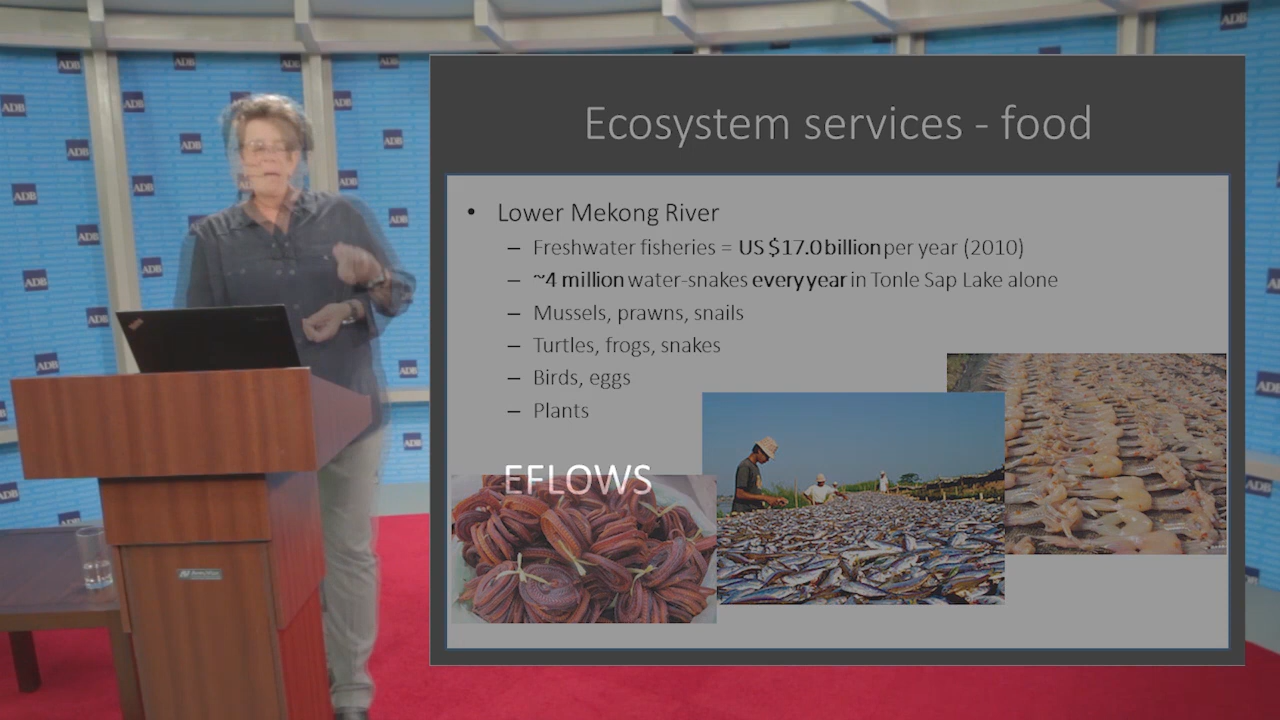 ADB
Ecosystem services - food
• Lower Mekong River
– Freshwater fisheries = US $17.0 billion per year (2010)
– ~4 million water-snakes every year in Tonle Sap Lake alone
– Mussels, prawns, snails
– Turtles, frogs, snakes
– Birds, eggs
– Plants
EFLOWS